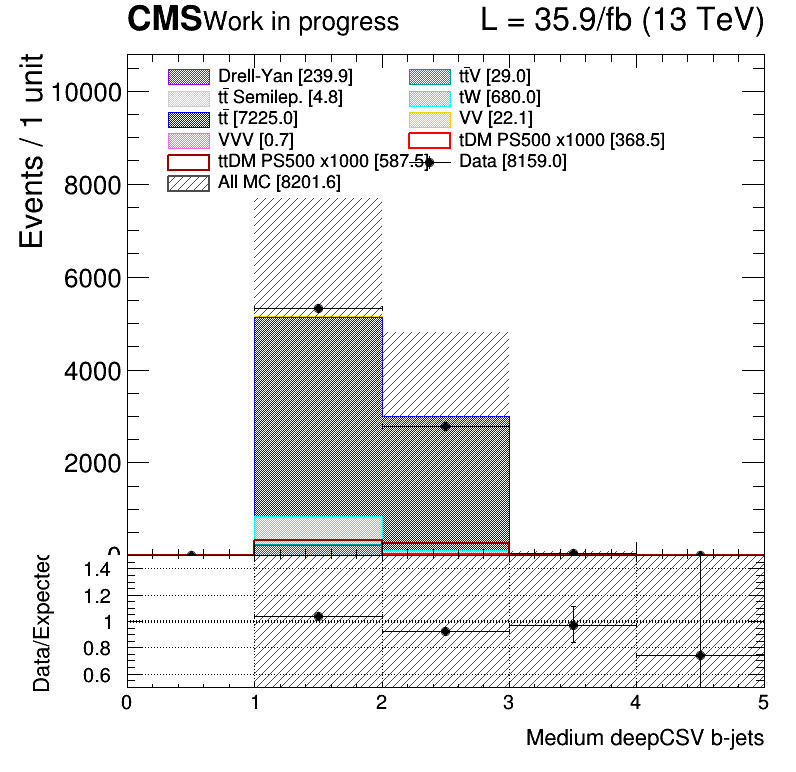 CMS Work in progress L = 35.9/fb (13 TeV)
Events / 1 unit
Drell-Yan [239.9]
tt̄V [29.0]
tt̄ Semilep. [4.8]
tW [680.0]
tt̄ [7225.0]
VV [22.1]
VVV [0.7]
tDM PS500 x1000 [368.5]
ttDM PS500 x1000 [587.5]
Data [8159.0]
All MC [8201.6]
10000
8000
6000
4000
2000
0
Data/Expected
1.4
1.2
1
0.8
0.6
0 1 2 3 4 5
Medium deepCSV b-jets